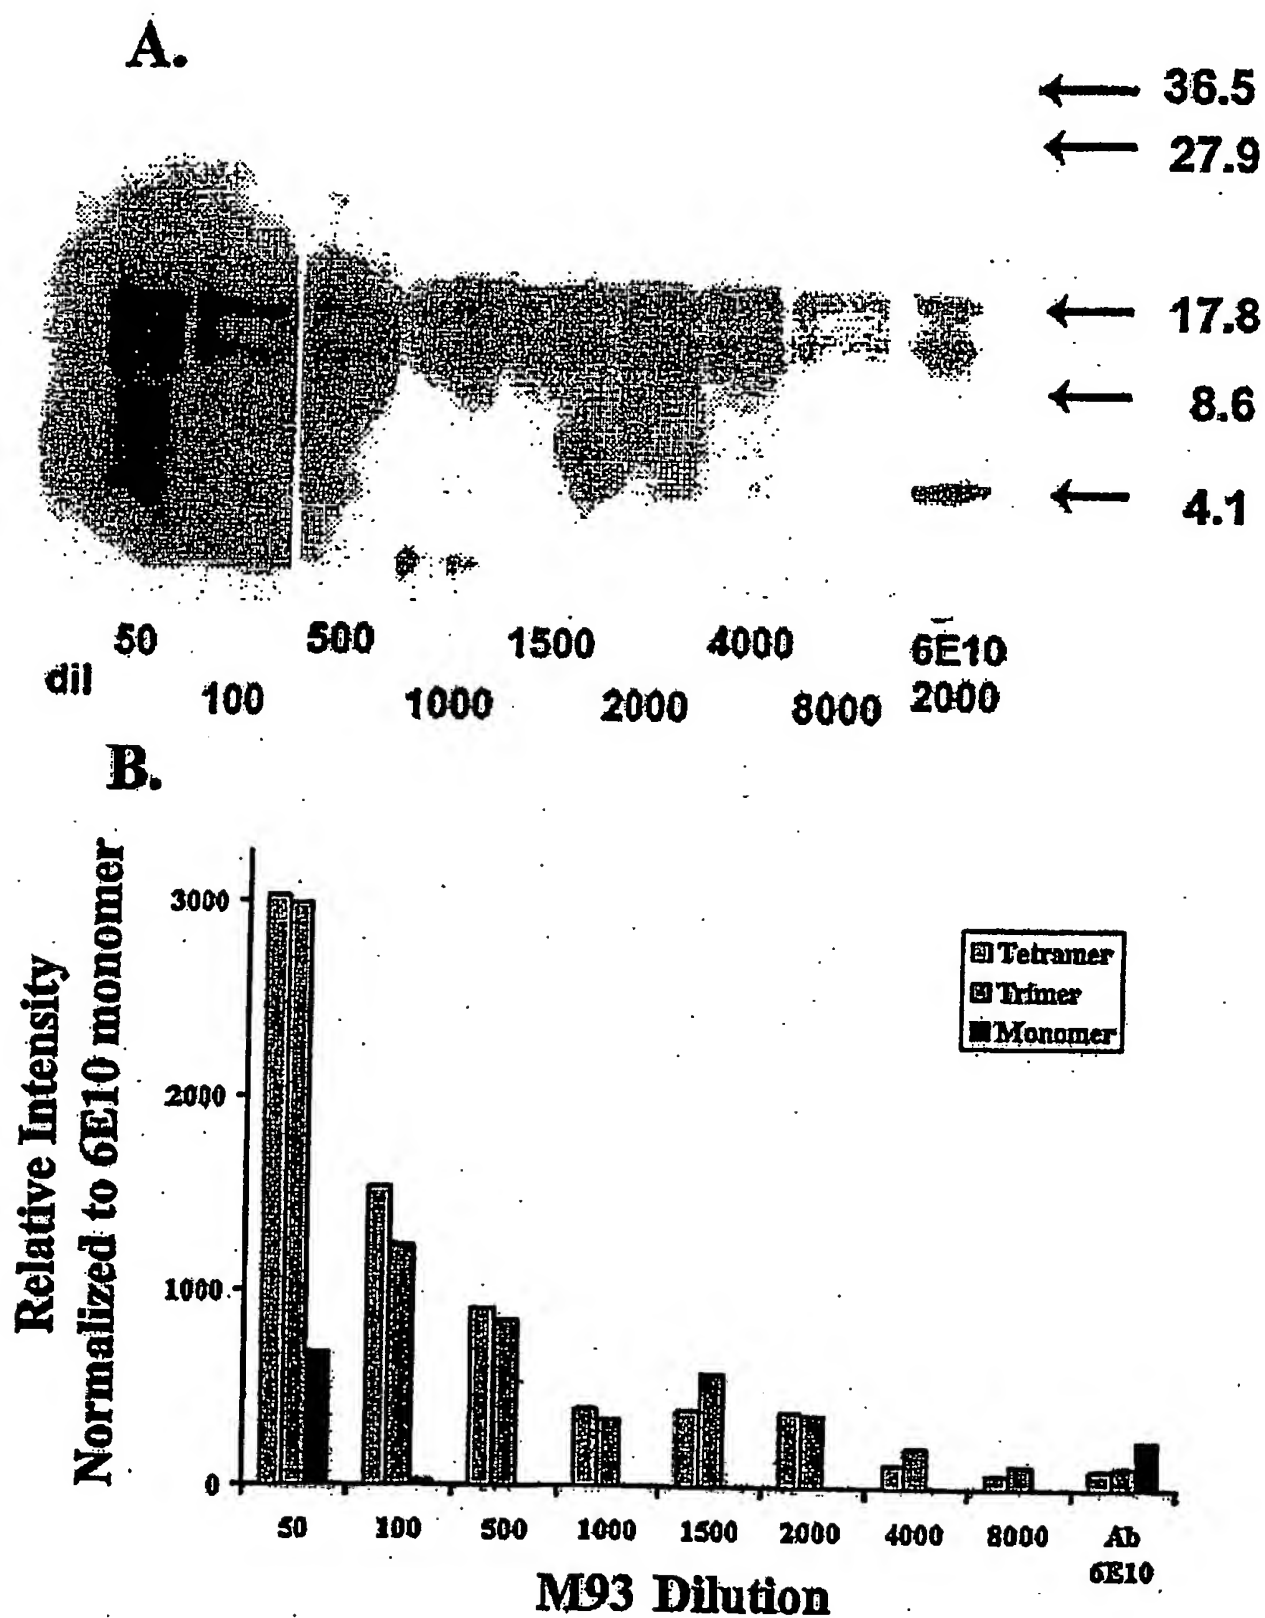 A.
36.5
27.9
17.8
8.6
4.1
50 500 1500 4000 6E10
dil 100 1000 2000 8000 2000
B.
Relative Intensity
Normalized to 6E10 monomer
3000
2000
1000
0
Tetramer
Trimer
Monomer
50 100 500 1000 1500 2000 4000 8000 Ab
6E10
M93 Dilution